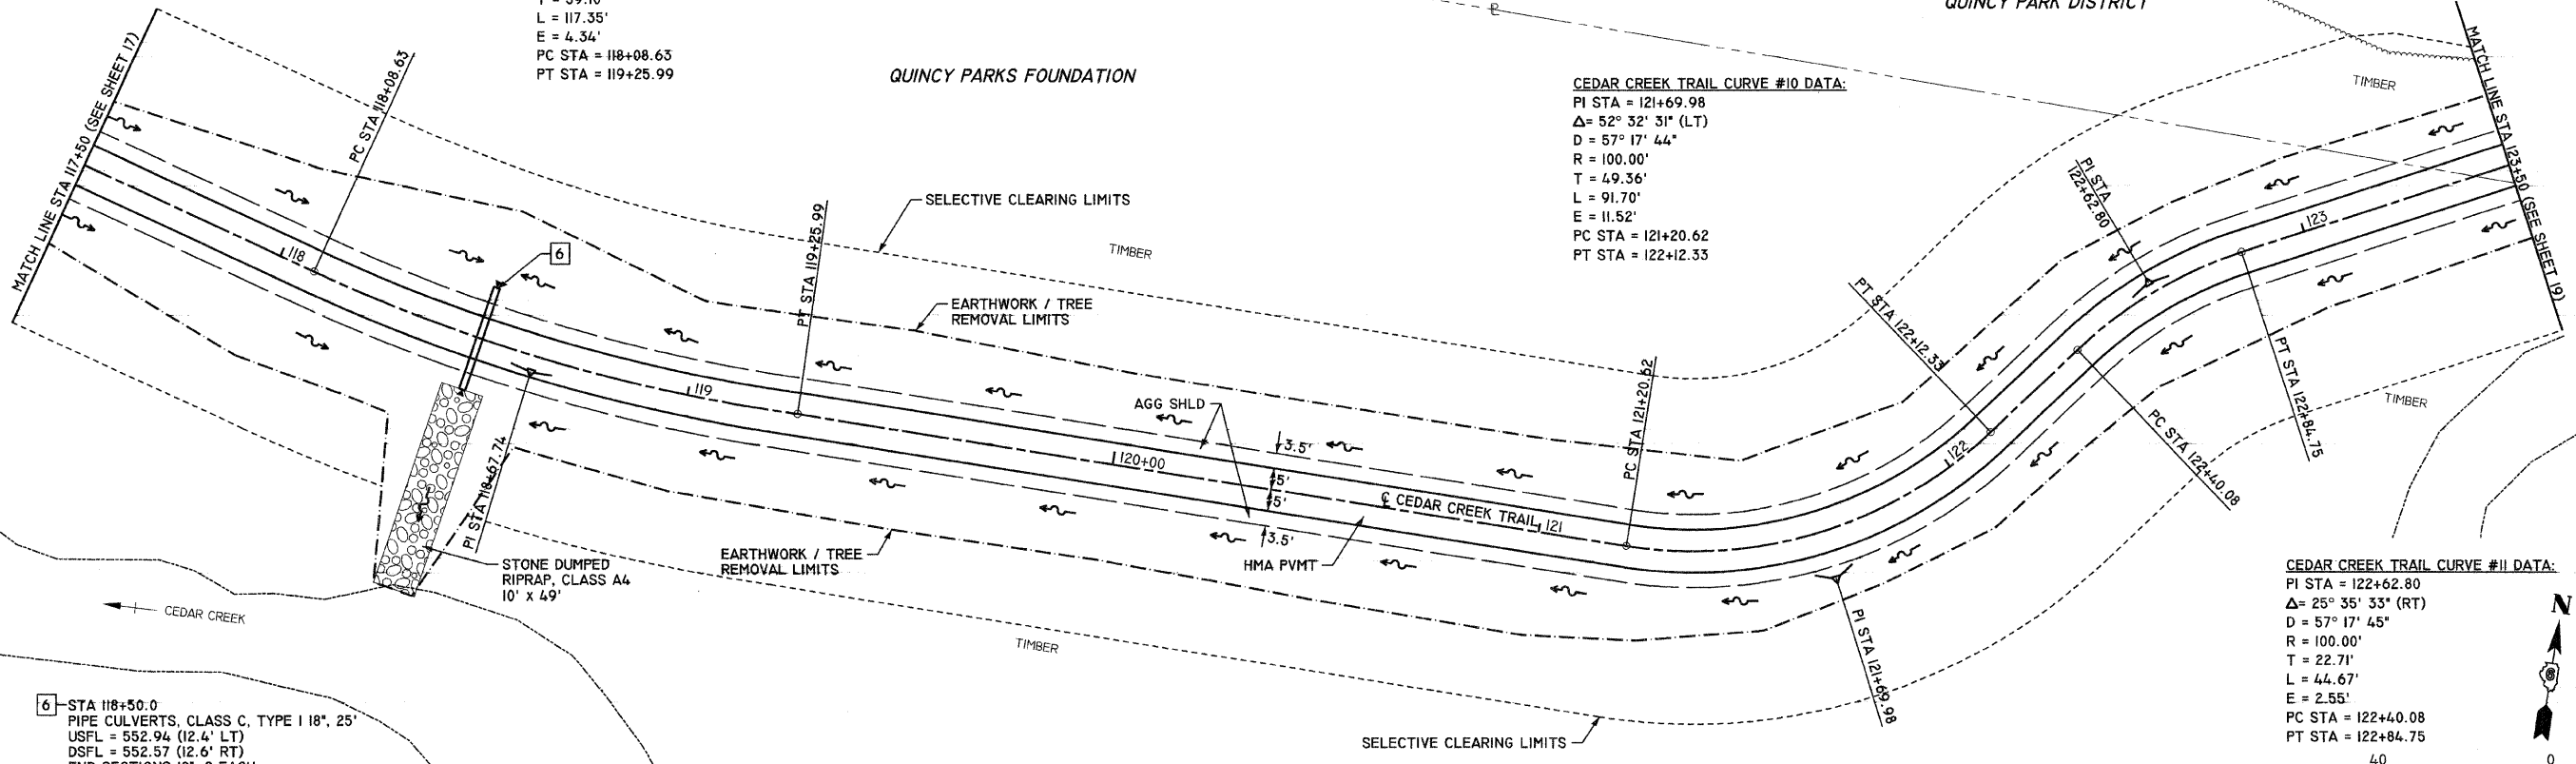 L = 117.35'
E = 4.34'
PC STA = 118+08.63
PT STA = 119+25.99
QUINCY PARKS FOUNDATION
QUINCY PARK DISTRICT
CEDAR CREEK TRAIL CURVE #10 DATA:
PI STA = 121+69.98
Δ= 52° 32' 31" (LT)
D = 57° 17' 44"
R = 100.00'
T = 49.36'
L = 91.70'
E = 11.52'
PC STA = 121+20.62
PT STA = 122+12.33
MATCH LINE STA 117+50 (SEE SHEET 17)
PC STA 118+08.63
118
6
SELECTIVE CLEARING LIMITS
TIMBER
EARTHWORK / TREE
REMOVAL LIMITS
PT STA 119+25.99
119
PI STA 118+67.74
AGG SHLD
3.5'
5'
5'
3.5'
120+00
℄ CEDAR CREEK TRAIL
121
HMA PVMT
PC STA 121+20.62
EARTHWORK / TREE
REMOVAL LIMITS
STONE DUMPED
RIPRAP, CLASS A4
10' X 49'
CEDAR CREEK
TIMBER
SELECTIVE CLEARING LIMITS
PI STA 121+69.98
122
PT STA 122+12.33
PI STA
122+62.80
PC STA 122+40.08
PT STA 122+84.75
123
TIMBER
TIMBER
MATCH LINE STA 123+50 (SEE SHEET 19)
CEDAR CREEK TRAIL CURVE #11 DATA:
PI STA = 122+62.80
Δ= 25° 35' 33" (RT)
D = 57° 17' 45"
R = 100.00'
T = 22.71'
L = 44.67'
E = 2.55'
PC STA = 122+40.08
PT STA = 122+84.75
N
40
0
6 STA 118+50.0
PIPE CULVERTS, CLASS C, TYPE 1 18", 25'
USFL = 552.94 (12.4' LT)
DSFL = 552.57 (12.6' RT)